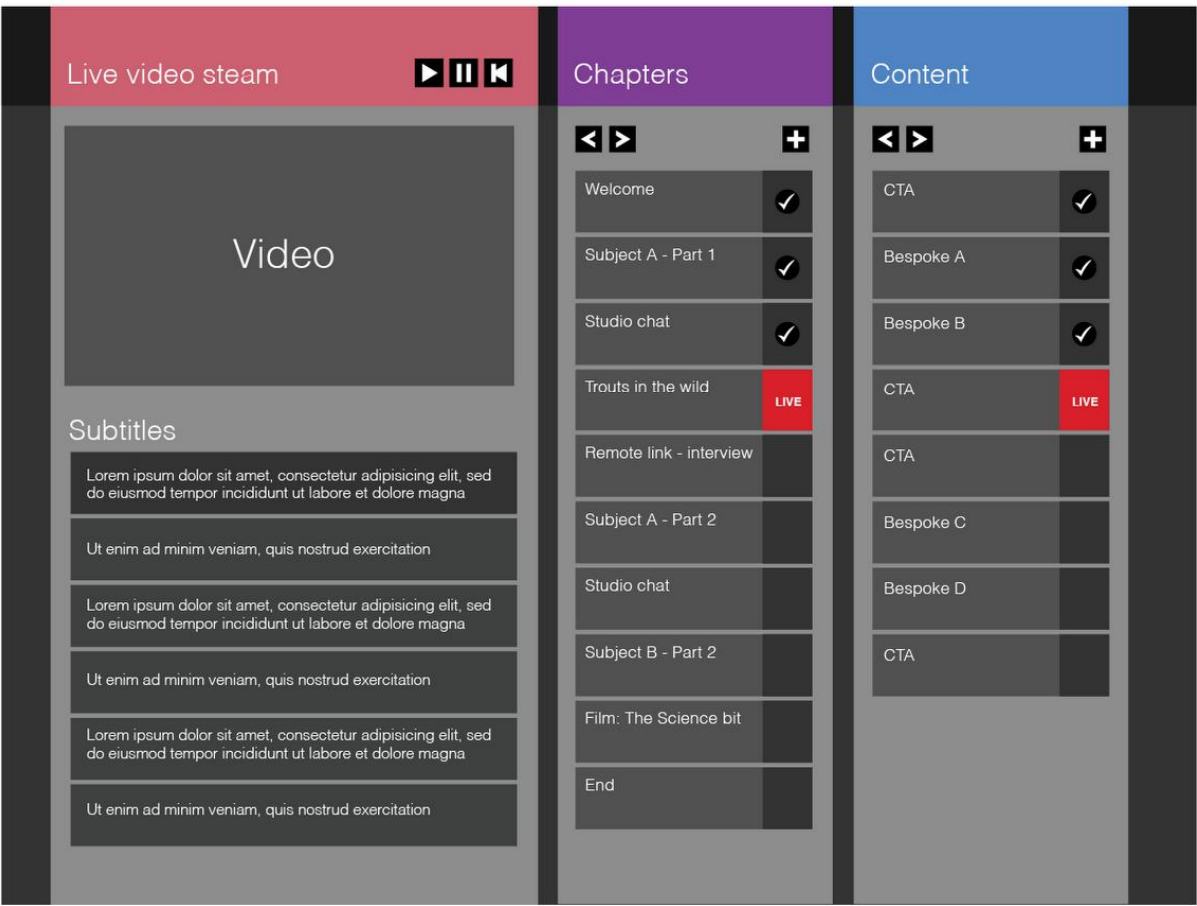 Live video steam
Video
Subtitles
Lorem ipsum dolor sit amet, consectetur adipisicing elit, sed
do eiusmod tempor incididunt ut labore et dolore magna
Ut enim ad minim veniam, quis nostrud exercitation
Lorem ipsum dolor sit amet, consectetur adipisicing elit, sed
do eiusmod tempor incididunt ut labore et dolore magna
Ut enim ad minim veniam, quis nostrud exercitation
Lorem ipsum dolor sit amet, consectetur adipisicing elit, sed
do eiusmod tempor incididunt ut labore et dolore magna
Ut enim ad minim veniam, quis nostrud exercitation
Chapters
Welcome
Subject A - Part 1
Studio chat
Trouts in the wild
LIVE
Remote link - interview
Subject A - Part 2
Studio chat
Subject B - Part 2
Film: The Science bit
End
Content
CTA
Bespoke A
Bespoke B
CTA
LIVE
CTA
Bespoke C
Bespoke D
CTA